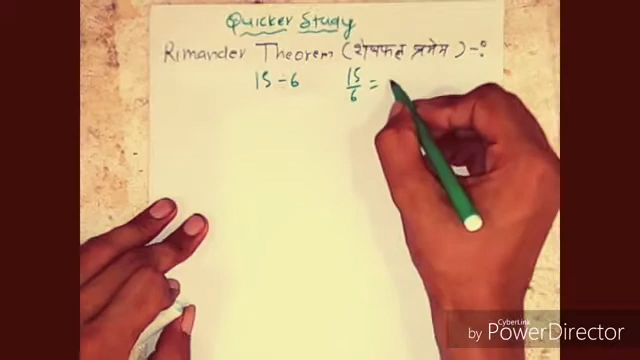 Quicker Study
Rimander Theorem (शेषफल प्रमेय) -:
15 ÷ 6 15/6 =
CyberLink
by PowerDirector